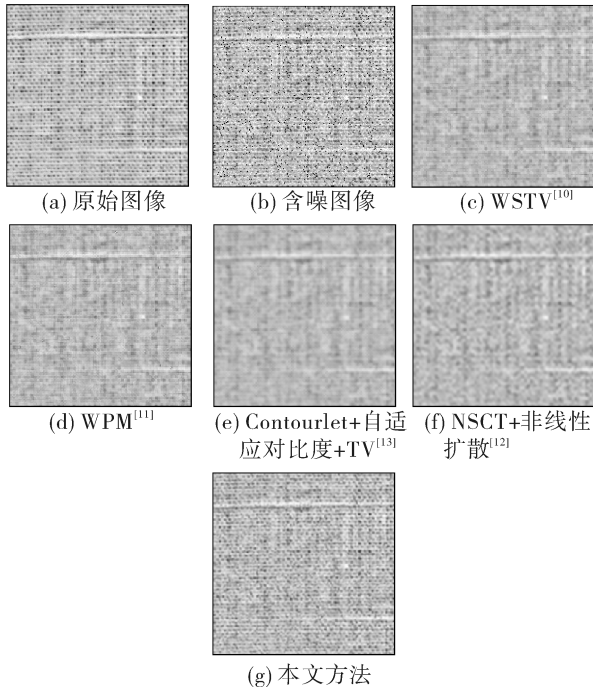 (a) 原始图像
(b) 含噪图像
(c) WSTV[10]
(d) WPM[11]
(e) Contourlet+自适
应对比度+TV[13]
(f) NSCT+非线性
扩散[12]
(g) 本文方法